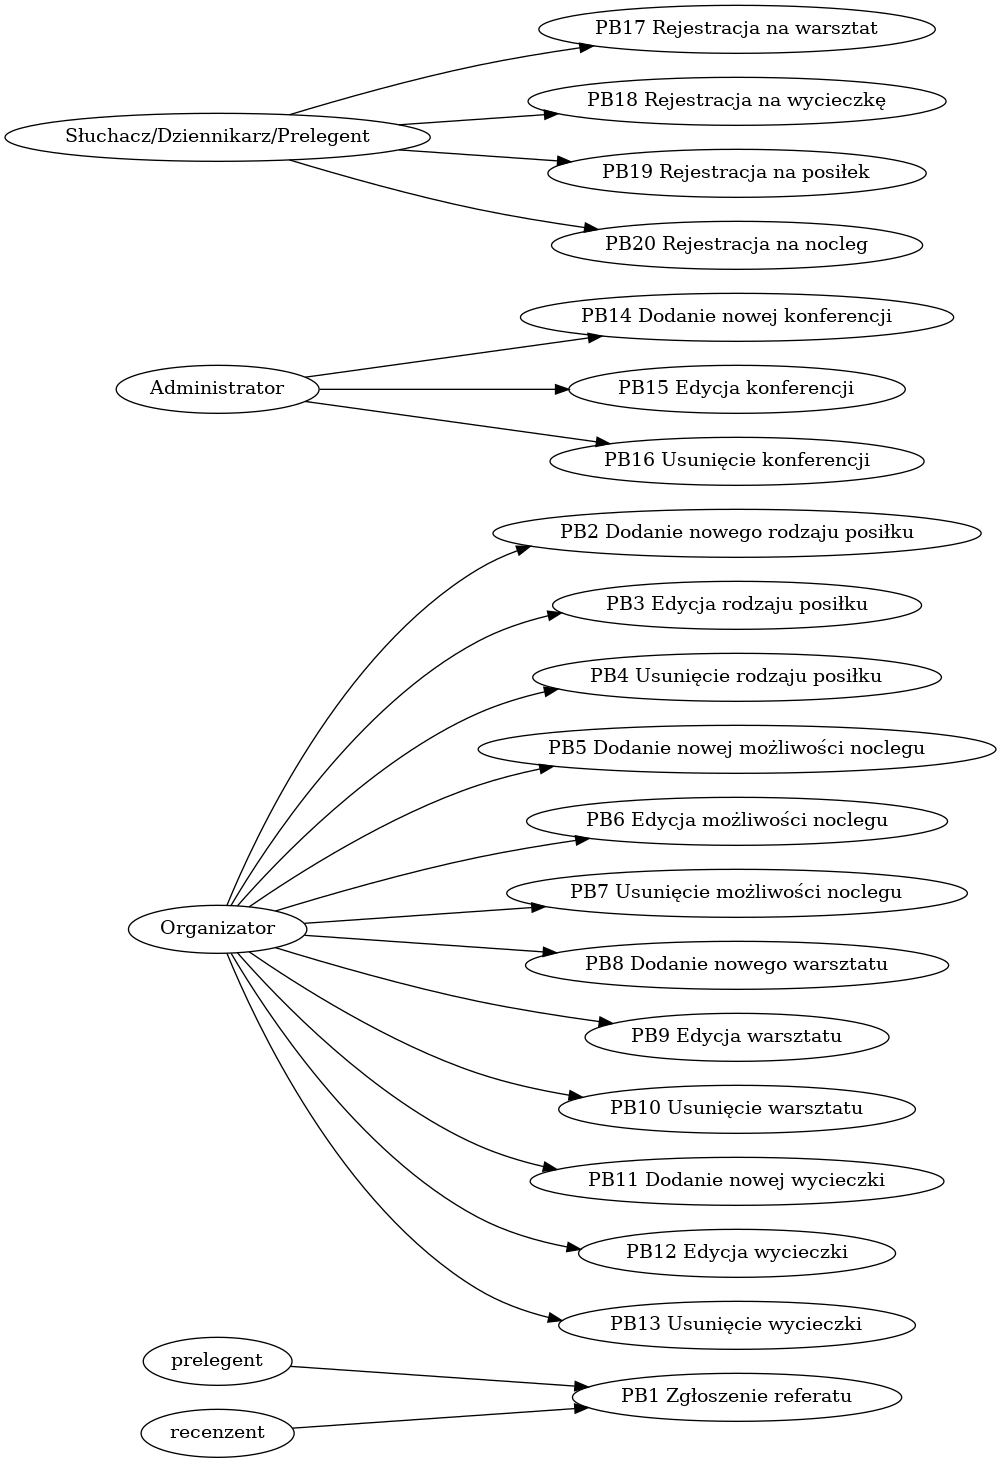 PB17 Rejestracja na warsztat
PB18 Rejestracja na wycieczkę
Słuchacz/Dziennikarz/Prelegent
PB19 Rejestracja na posiłek
PB20 Rejestracja na nocleg
PB14 Dodanie nowej konferencji
Administrator
PB15 Edycja konferencji
PB16 Usunięcie konferencji
PB2 Dodanie nowego rodzaju posiłku
PB3 Edycja rodzaju posiłku
PB4 Usunięcie rodzaju posiłku
PB5 Dodanie nowej możliwości noclegu
PB6 Edycja możliwości noclegu
PB7 Usunięcie możliwości noclegu
Organizator
PB8 Dodanie nowego warsztatu
PB9 Edycja warsztatu
PB10 Usunięcie warsztatu
PB11 Dodanie nowej wycieczki
PB12 Edycja wycieczki
PB13 Usunięcie wycieczki
prelegent
PB1 Zgłoszenie referatu
recenzent